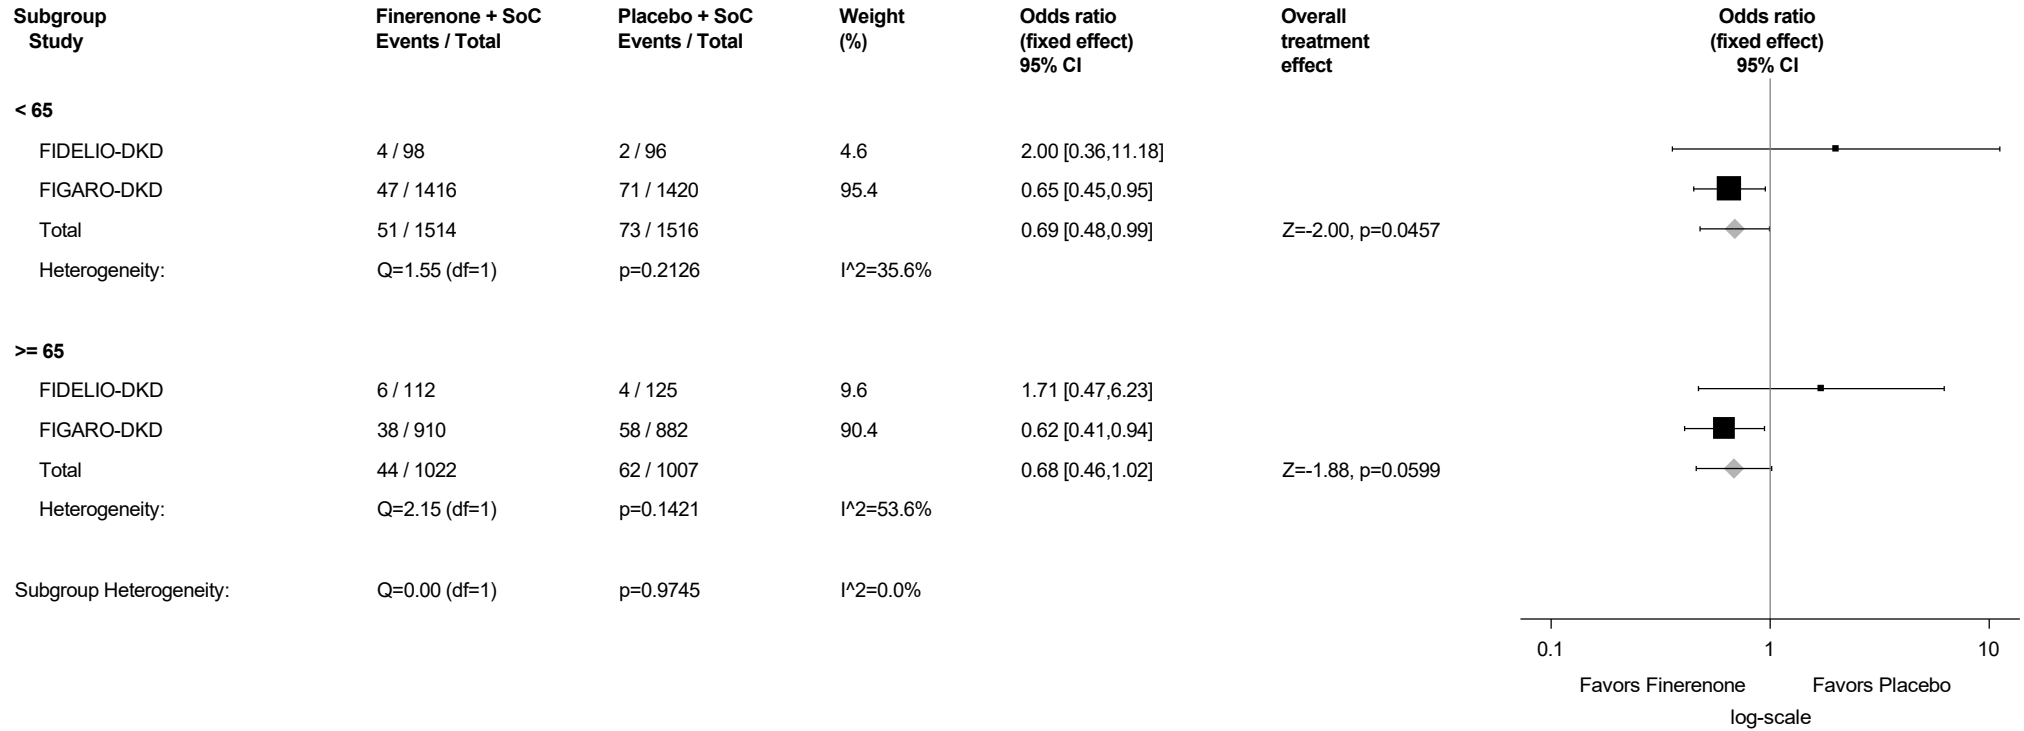 Subgroup Finerenone + SoC Placebo + SoC Weight Odds ratio Overall Odds ratio
Study Events / Total Events / Total (%) (fixed effect) treatment (fixed effect)
95% CI effect 95% CI
< 65
FIDELIO-DKD 4 / 98 2 / 96 4.6 2.00 [0.36,11.18]
FIGARO-DKD 47 / 1416 71 / 1420 95.4 0.65 [0.45,0.95]
Total 51 / 1514 73 / 1516 0.69 [0.48,0.99] Z=-2.00, p=0.0457
Heterogeneity: Q=1.55 (df=1) p=0.2126 I^2=35.6%
>= 65
FIDELIO-DKD 6 / 112 4 / 125 9.6 1.71 [0.47,6.23]
FIGARO-DKD 38 / 910 58 / 882 90.4 0.62 [0.41,0.94]
Total 44 / 1022 62 / 1007 0.68 [0.46,1.02] Z=-1.88, p=0.0599
Heterogeneity: Q=2.15 (df=1) p=0.1421 I^2=53.6%
Subgroup Heterogeneity: Q=0.00 (df=1) p=0.9745 I^2=0.0%
0.1 1 10
Favors Finerenone Favors Placebo
log-scale